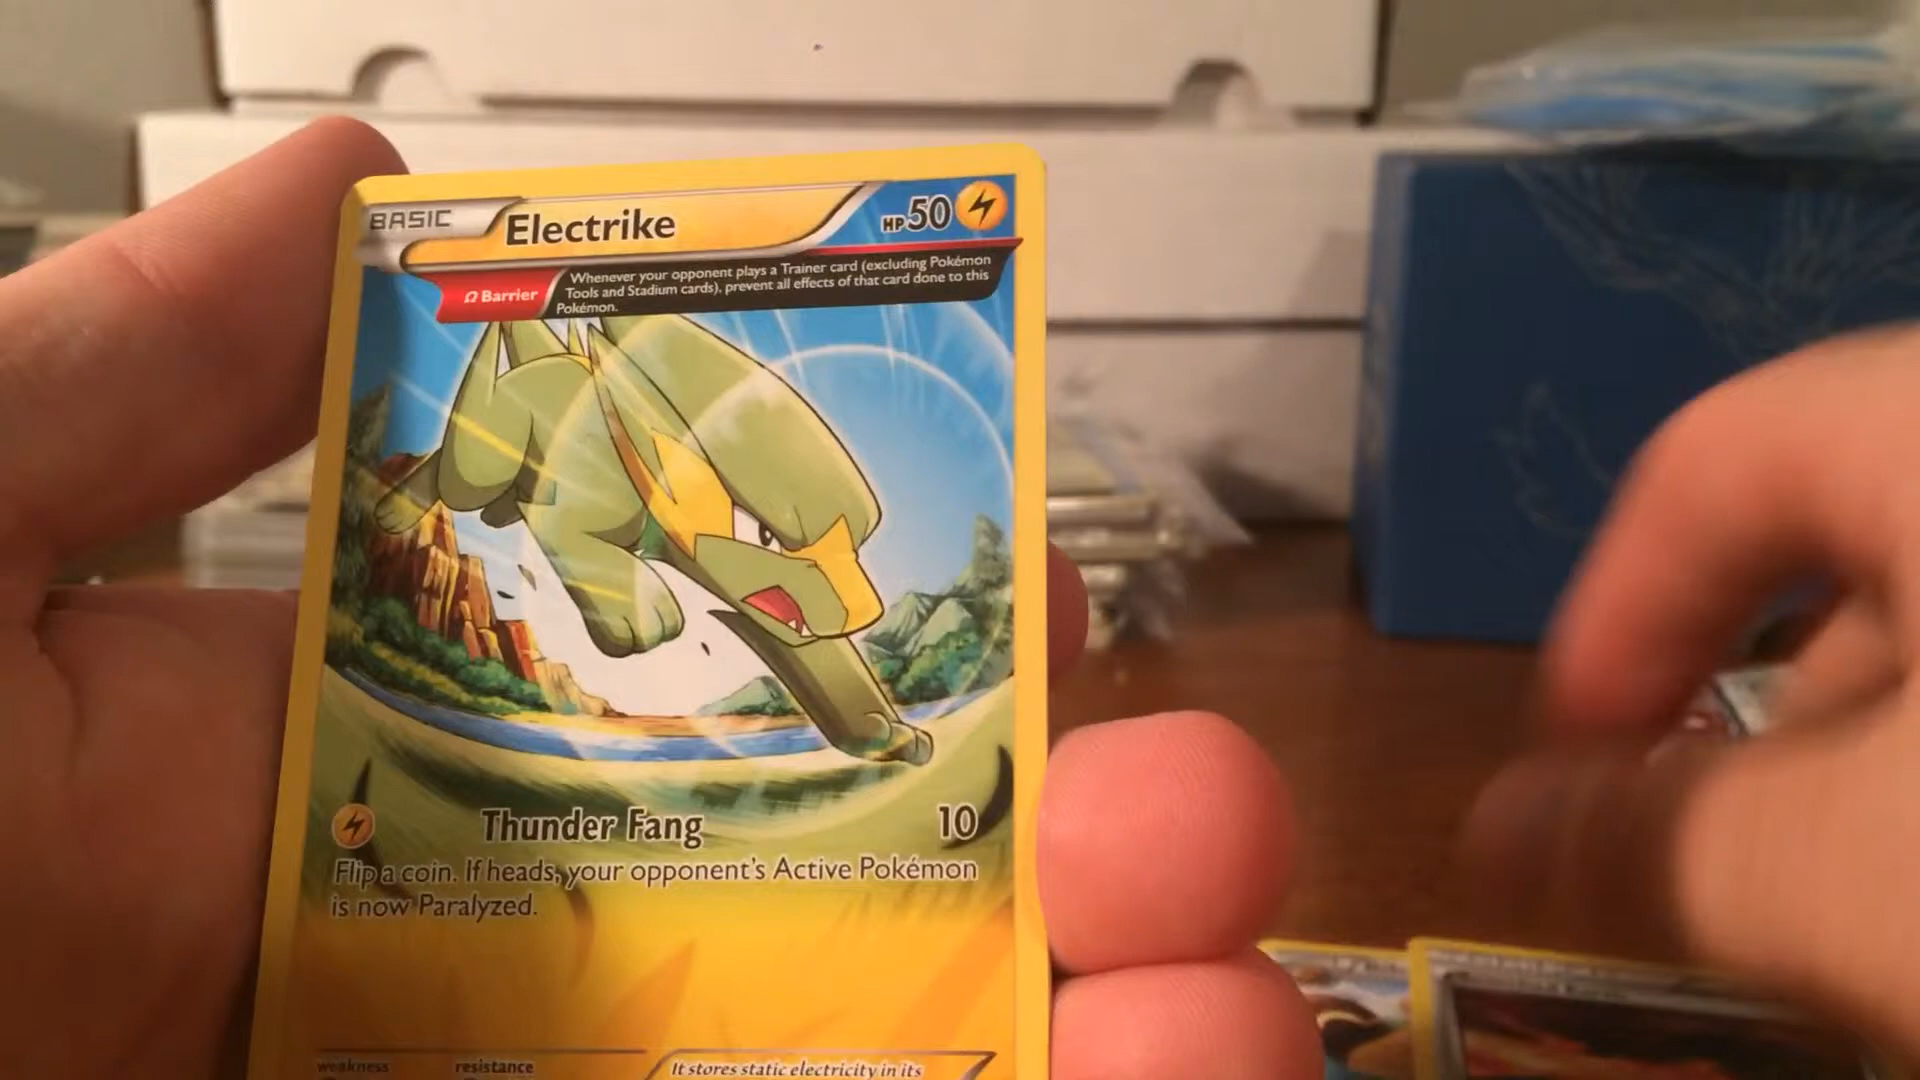 BASIC Electrike HP50
Ω Barrier
Whenever your opponent plays a Trainer card (excluding Pokémon
Tools and Stadium cards), prevent all effects of that card done to this
Pokémon.
Thunder Fang 10
Flip a coin. If heads, your opponent's Active Pokémon
is now Paralyzed.
weakness resistance
It stores static electricity in its